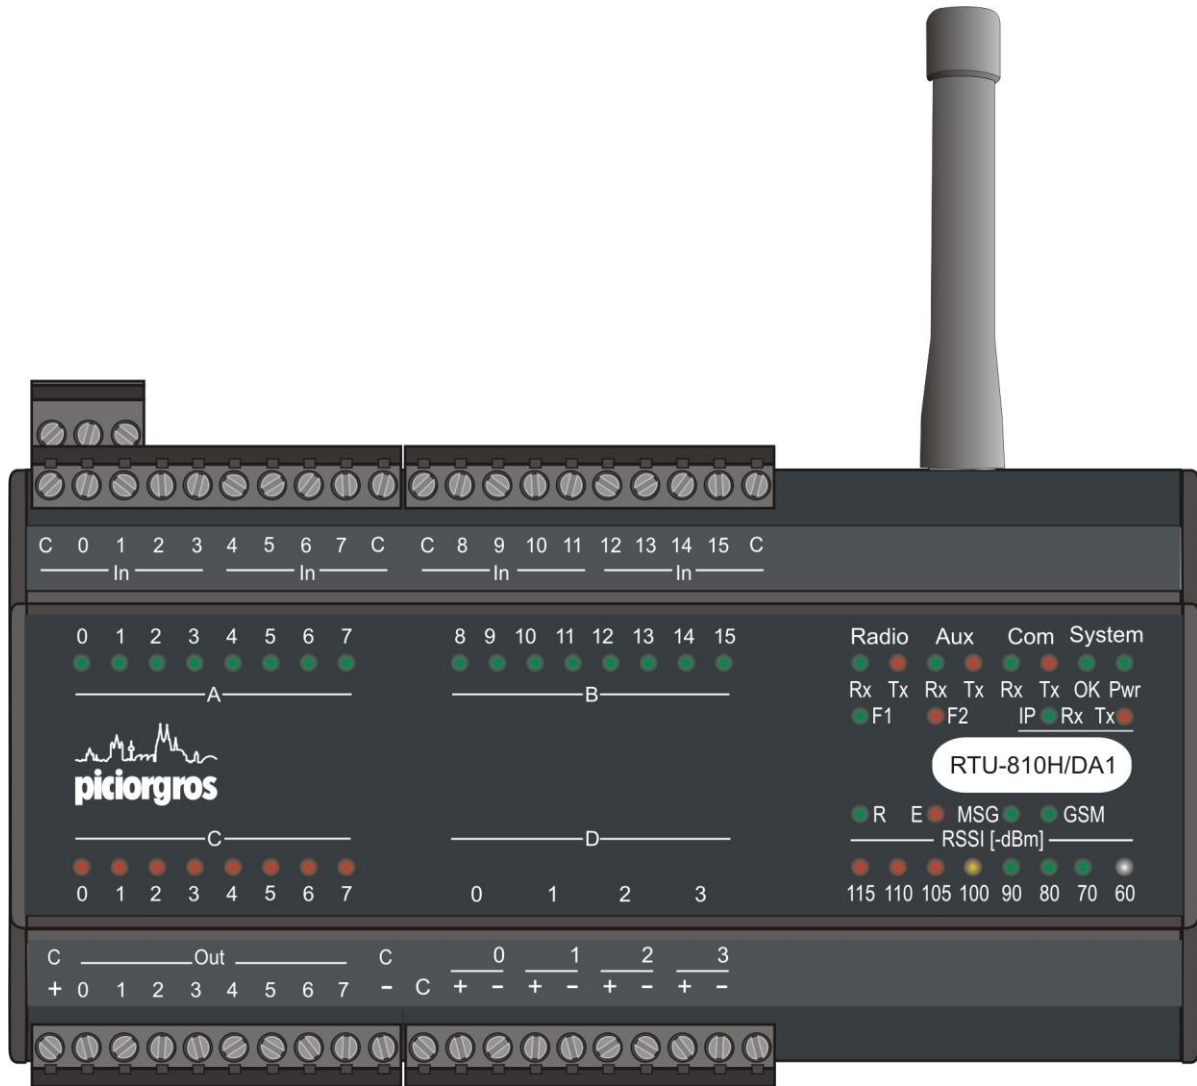 C 0 1 2 3 4 5 6 7 C C 8 9 10 11 12 13 14 15 C
In In In In
0 1 2 3 4 5 6 7 8 9 10 11 12 13 14 15 Radio Aux Com System
A B Rx Tx Rx Tx Rx Tx OK Pwr
F1 F2 IP Rx Tx
piciorgros RTU-810H/DA1
R E MSG GSM
C D RSSI [-dBm]
0 1 2 3 4 5 6 7 0 1 2 3 115 110 105 100 90 80 70 60
C Out C 0 1 2 3
+ 0 1 2 3 4 5 6 7 - C + - + - + - + -